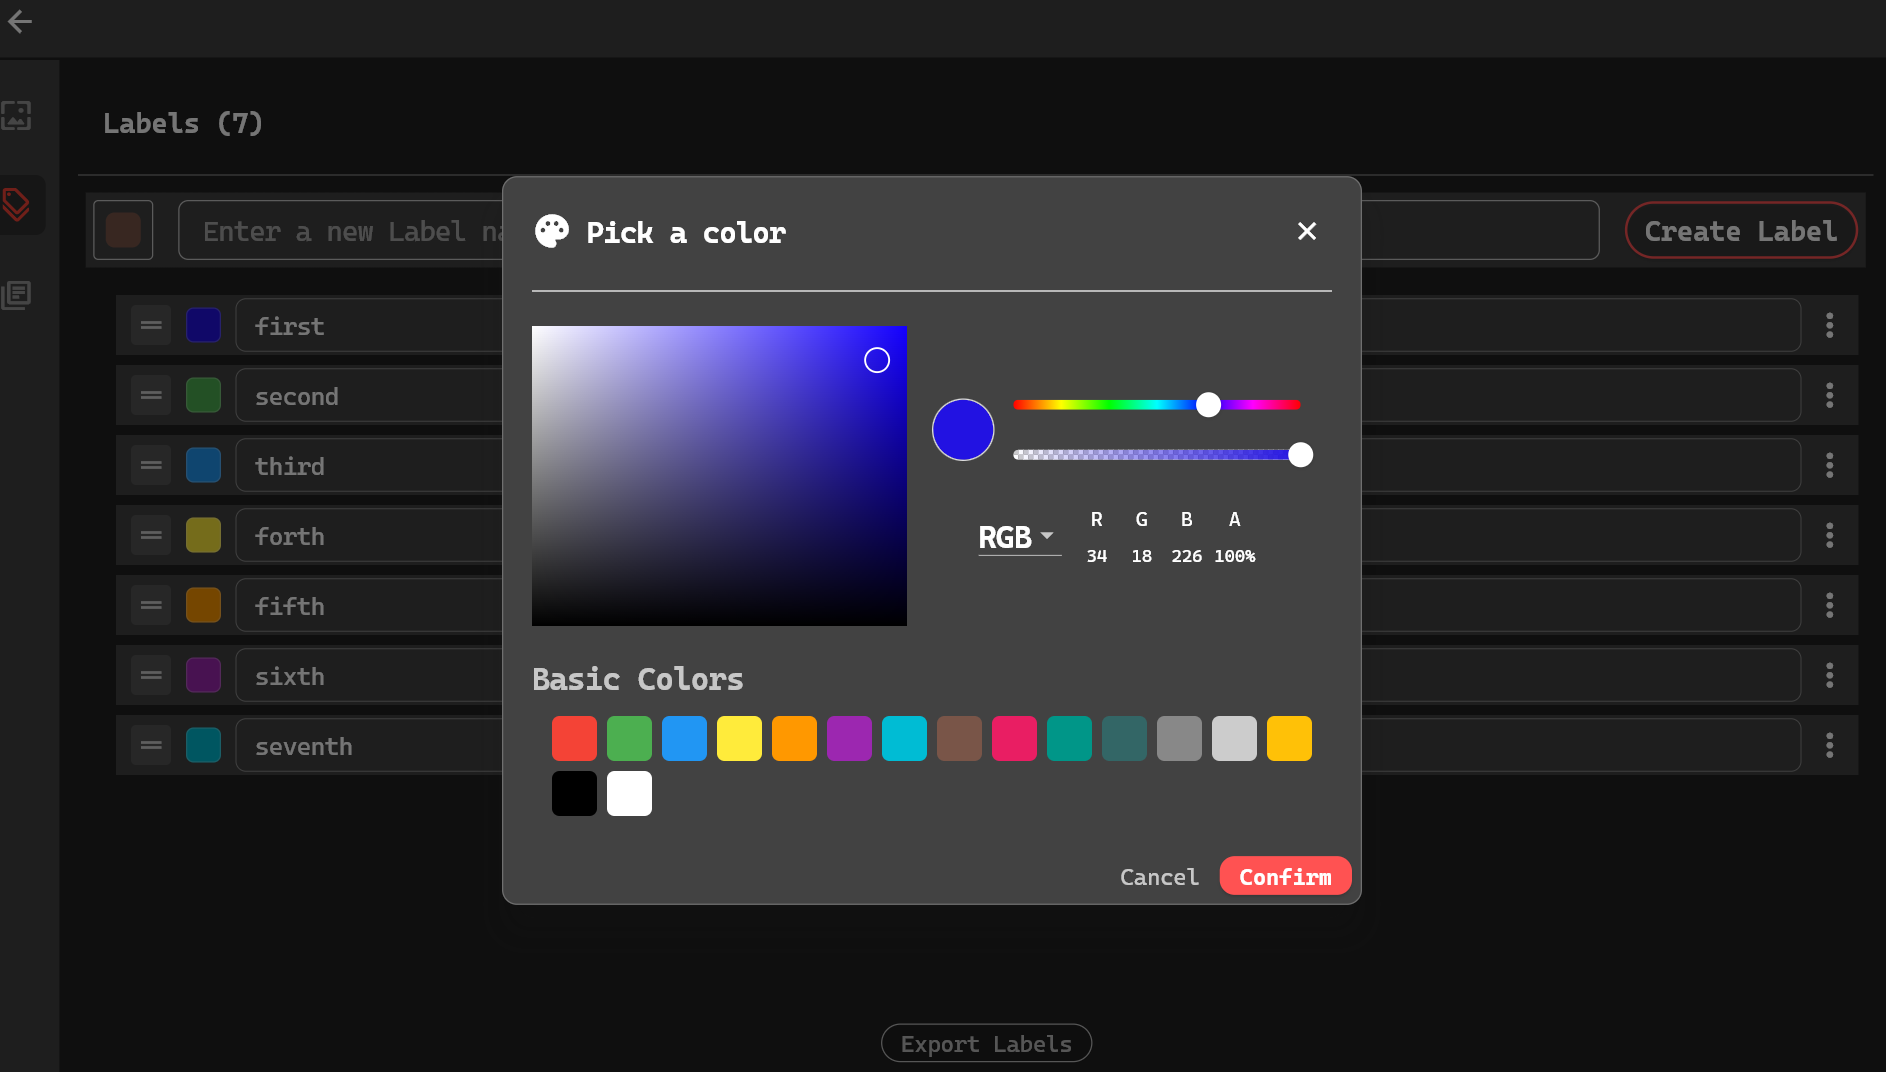 Labels (7)
Enter a new Label
Create Label
first
second
third
forth
fifth
sixth
seventh
Pick a color
RGB
R G B A
34 18 226 100%
Basic Colors
Cancel
Confirm
Export Labels